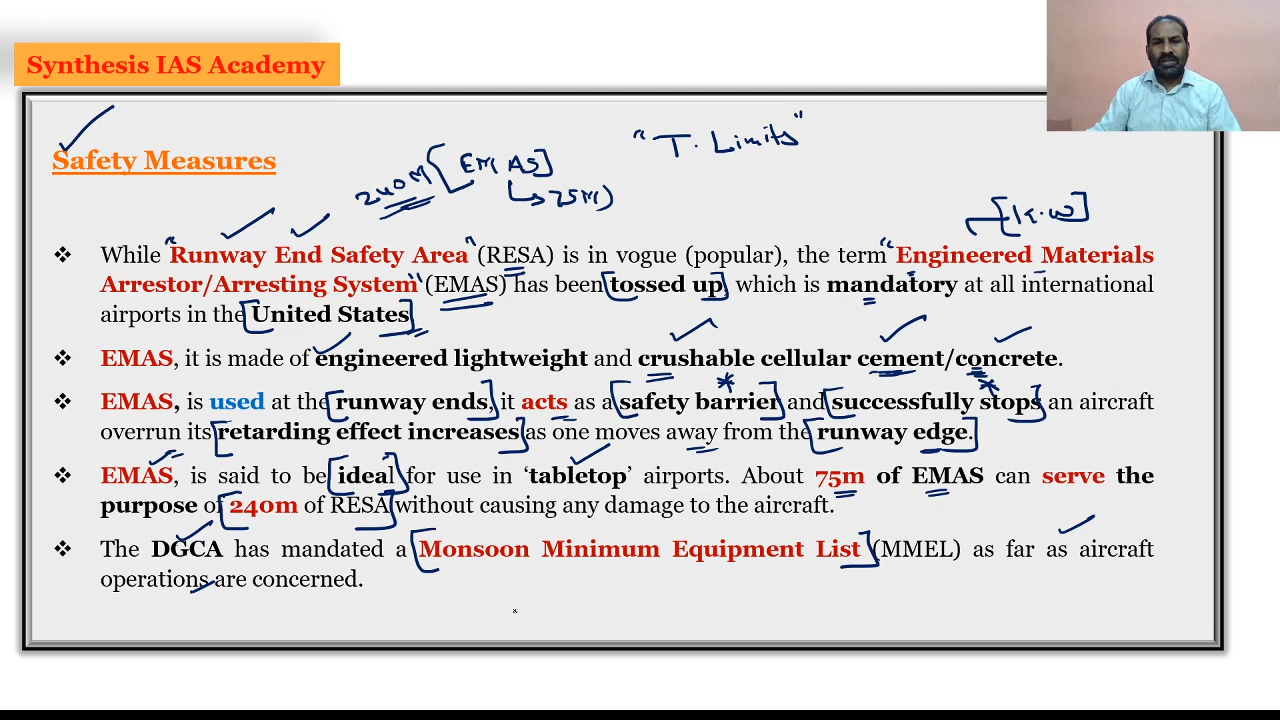 Synthesis IAS Academy
"T. Limits"
Safety Measures
240M [EMAS]
75M)
[K.W]
❖ While "Runway End Safety Area" (RESA) is in vogue (popular), the term "Engineered Materials
Arrestor/Arresting System" (EMAS) has been tossed up, which is mandatory at all international
airports in the United States.
❖ EMAS, it is made of engineered lightweight and crushable cellular cement/concrete.
❖ EMAS, is used at the runway ends, it acts as a safety barrier and successfully stops an aircraft
overrun its retarding effect increases as one moves away from the runway edge.
❖ EMAS, is said to be ideal for use in ‘tabletop’ airports. About 75m of EMAS can serve the
purpose of 240m of RESA without causing any damage to the aircraft.
❖ The DGCA has mandated a Monsoon Minimum Equipment List (MMEL) as far as aircraft
operations are concerned.